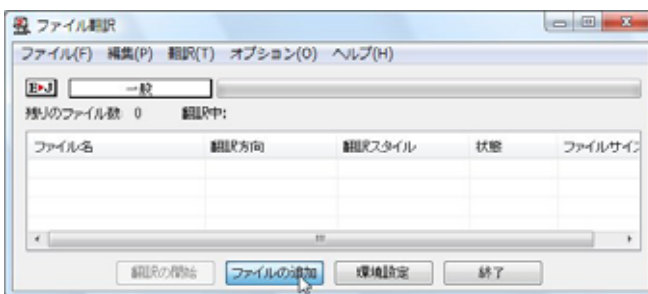 ファイル翻訳
ファイル(F) 編集(P) 翻訳(T) オプション(O) ヘルプ(H)
E▸J 一般
残りのファイル数: 0 翻訳中:
ファイル名 翻訳方向 翻訳スタイル 状態 ファイルサイズ
翻訳の開始 ファイルの追加 環境設定 終了